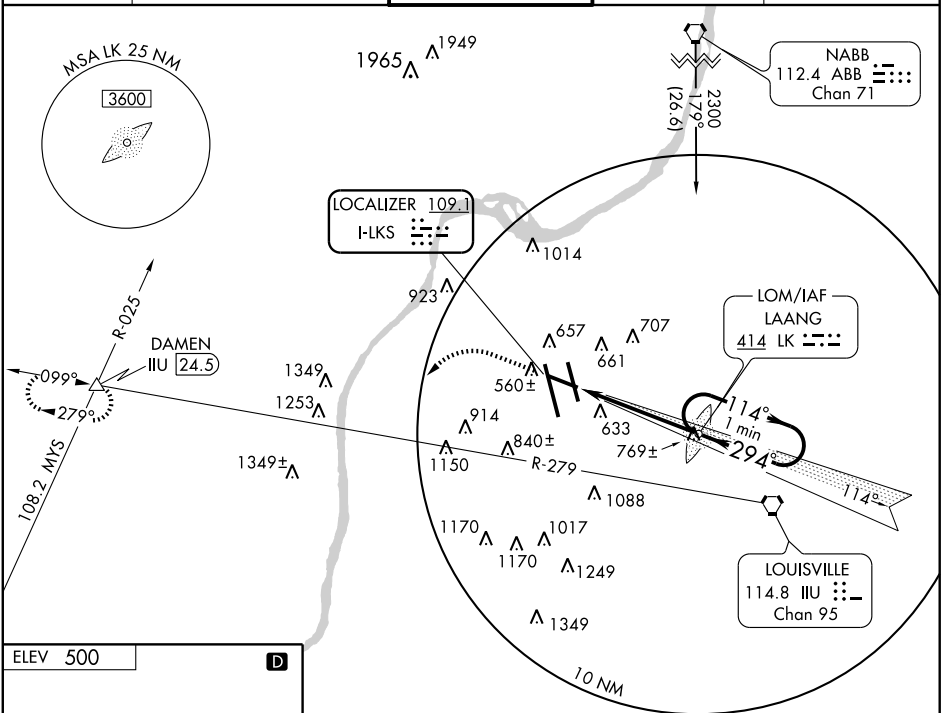 MSA LK 25 NM
3600
1965
1949
NABB
112.4 ABB
Chan 71
2300
179°
(26.6)
LOCALIZER 109.1
I-LKS
1014
923
R-025
DAMEN
IIU 24.5
099°
279°
108.2 MYS
1349
1253
1349±
657
661
707
LOM/IAF
LAANG
414 LK
560±
633
914
840±
1150
769±
114°
1 min
294°
R-279
114°
1088
1170
1170
1017
1249
1349
LOUISVILLE
114.8 IIU
Chan 95
10 NM
ELEV 500
D